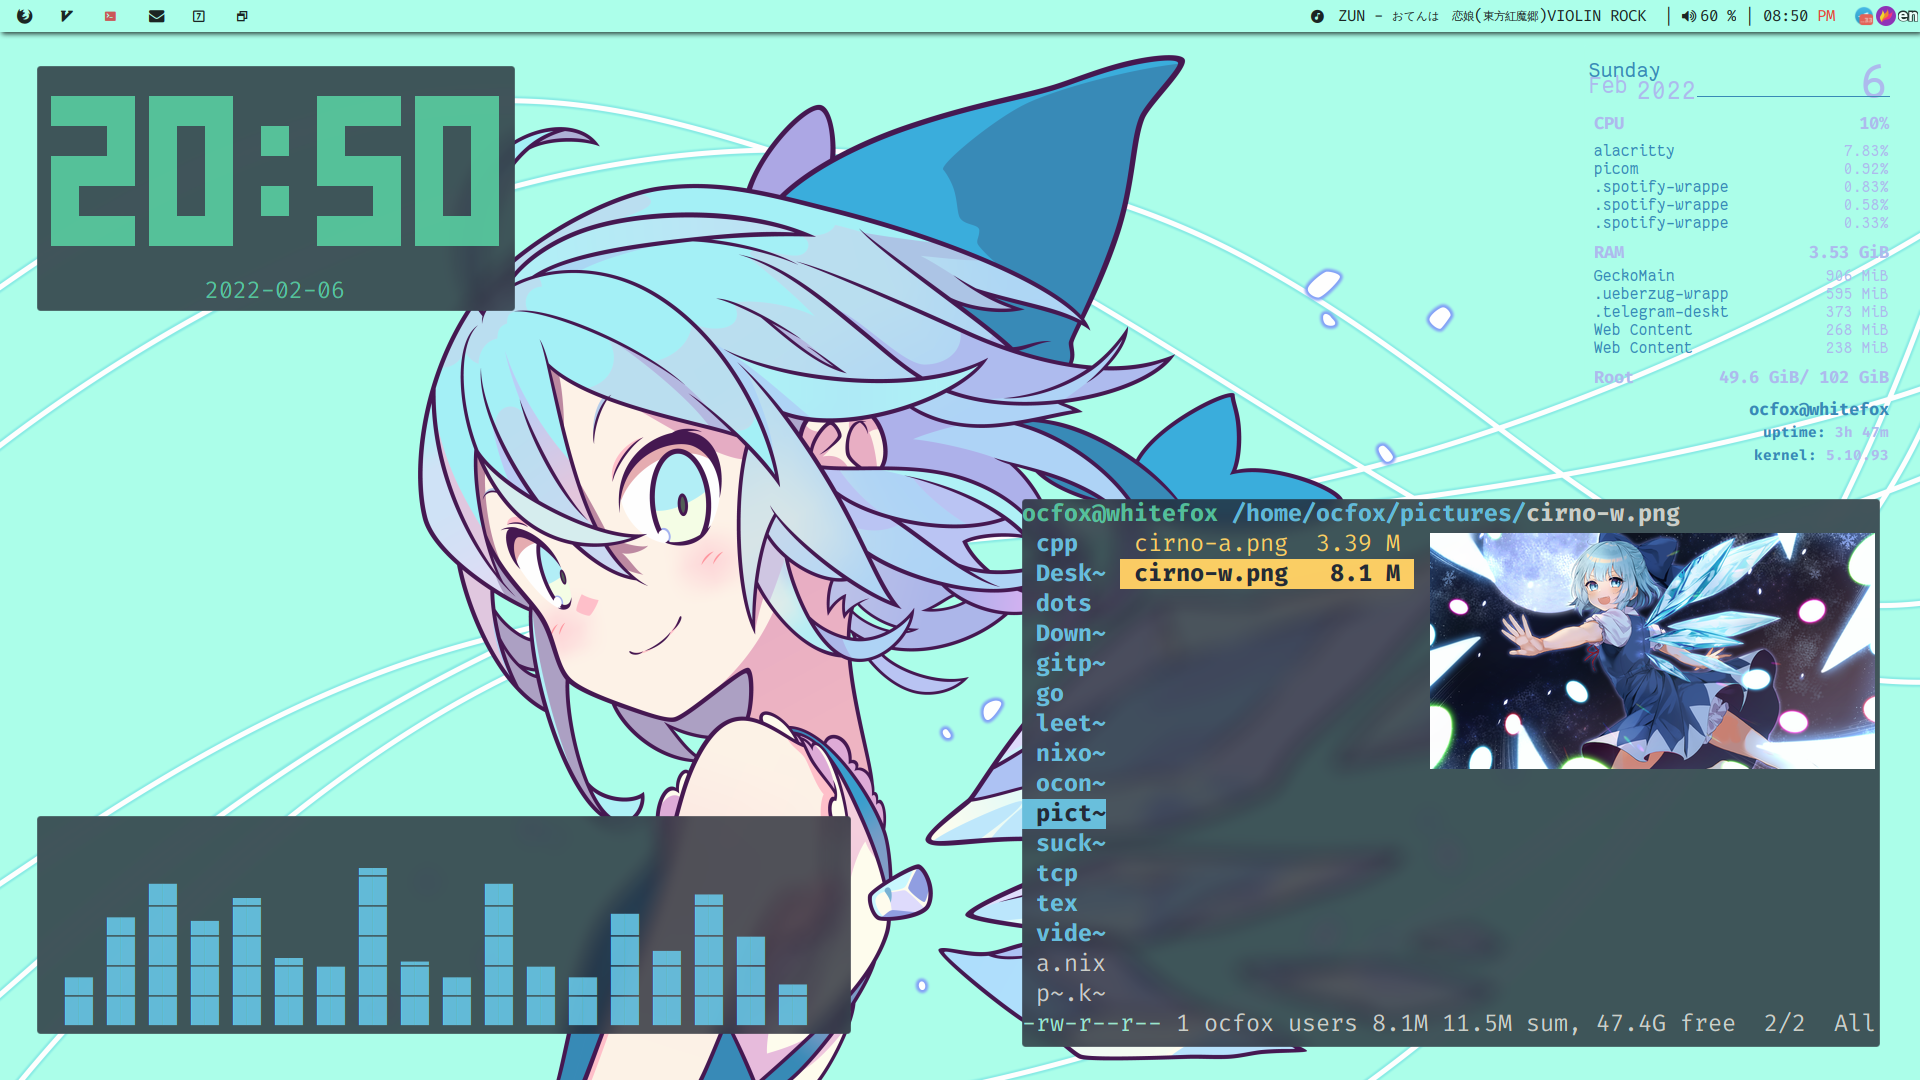 7 ZUN - おてんは 恋娘(東方紅魔郷)VIOLIN ROCK | 60 % | 08:50 PM en
20:50
2022-02-06
Sunday
Feb 2022 6
CPU 10%
alacritty 7.83%
picom 0.92%
.spotify-wrappe 0.83%
.spotify-wrappe 0.58%
.spotify-wrappe 0.33%
RAM 3.53 GiB
GeckoMain 906 MiB
.ueberzug-wrapp 595 MiB
.telegram-deskt 373 MiB
Web Content 268 MiB
Web Content 238 MiB
Root 49.6 GiB/ 102 GiB
ocfox@whitefox
uptime: 3h 47m
kernel: 5.10.93
ocfox@whitefox /home/ocfox/pictures/cirno-w.png
cpp cirno-a.png 3.39 M
Desk~ cirno-w.png 8.1 M
dots
Down~
gitp~
go
leet~
nixo~
ocon~
pict~
suck~
tcp
tex
vide~
a.nix
p~.k~
-rw-r--r-- 1 ocfox users 8.1M 11.5M sum, 47.4G free 2/2 All